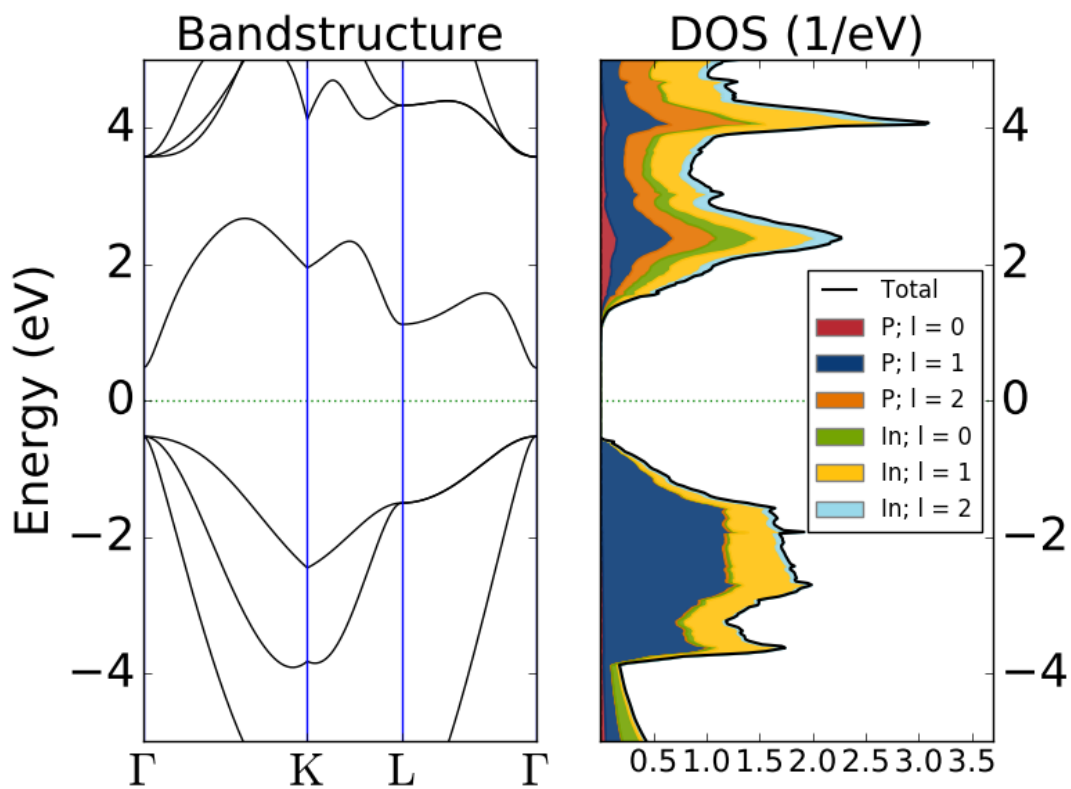 Bandstructure
Energy (eV)
4
2
0
−2
−4
Γ K L Γ
DOS (1/eV)
4
2
0
−2
−4
0.5 1.0 1.5 2.0 2.5 3.0 3.5
Total
P; l = 0
P; l = 1
P; l = 2
In; l = 0
In; l = 1
In; l = 2